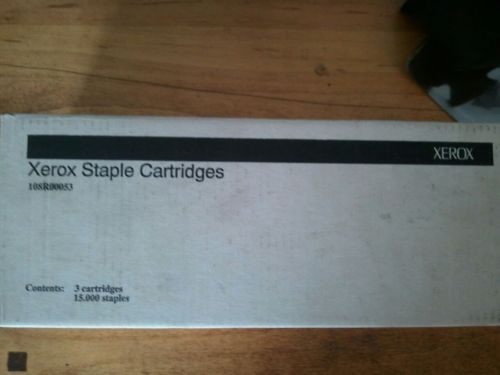 XEROX
Xerox Staple Cartridges
108R00053
Contents: 3 cartridges
15.000 staples